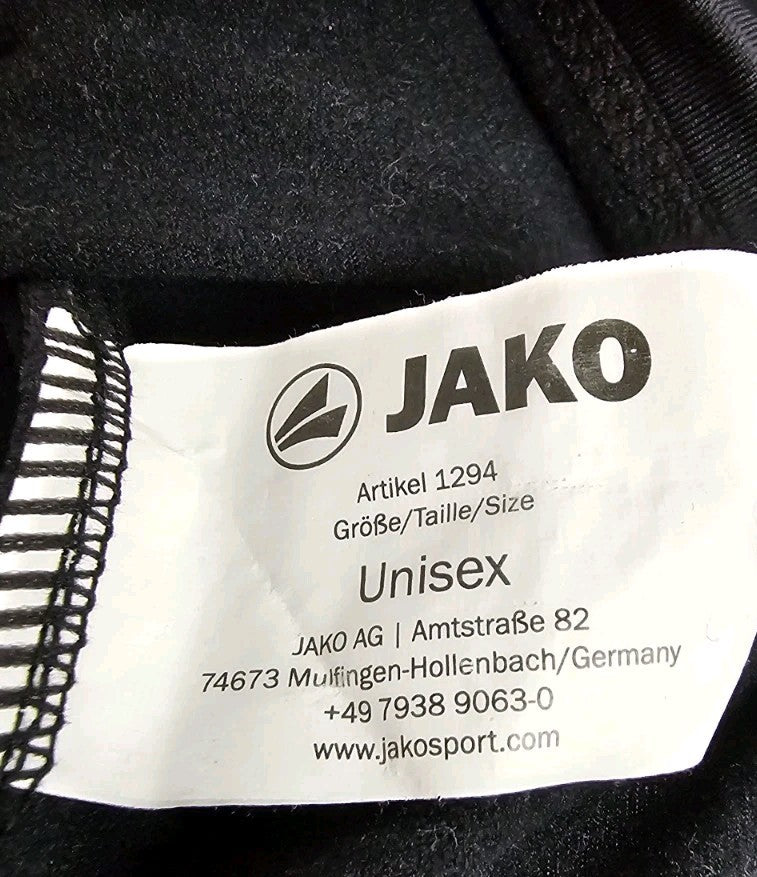 JAKO
Artikel 1294
Größe/Taille/Size
Unisex
JAKO AG | Amtstraße 82
74673 Mulfingen-Hollenbach/Germany
+49 7938 9063-0
www.jakosport.com